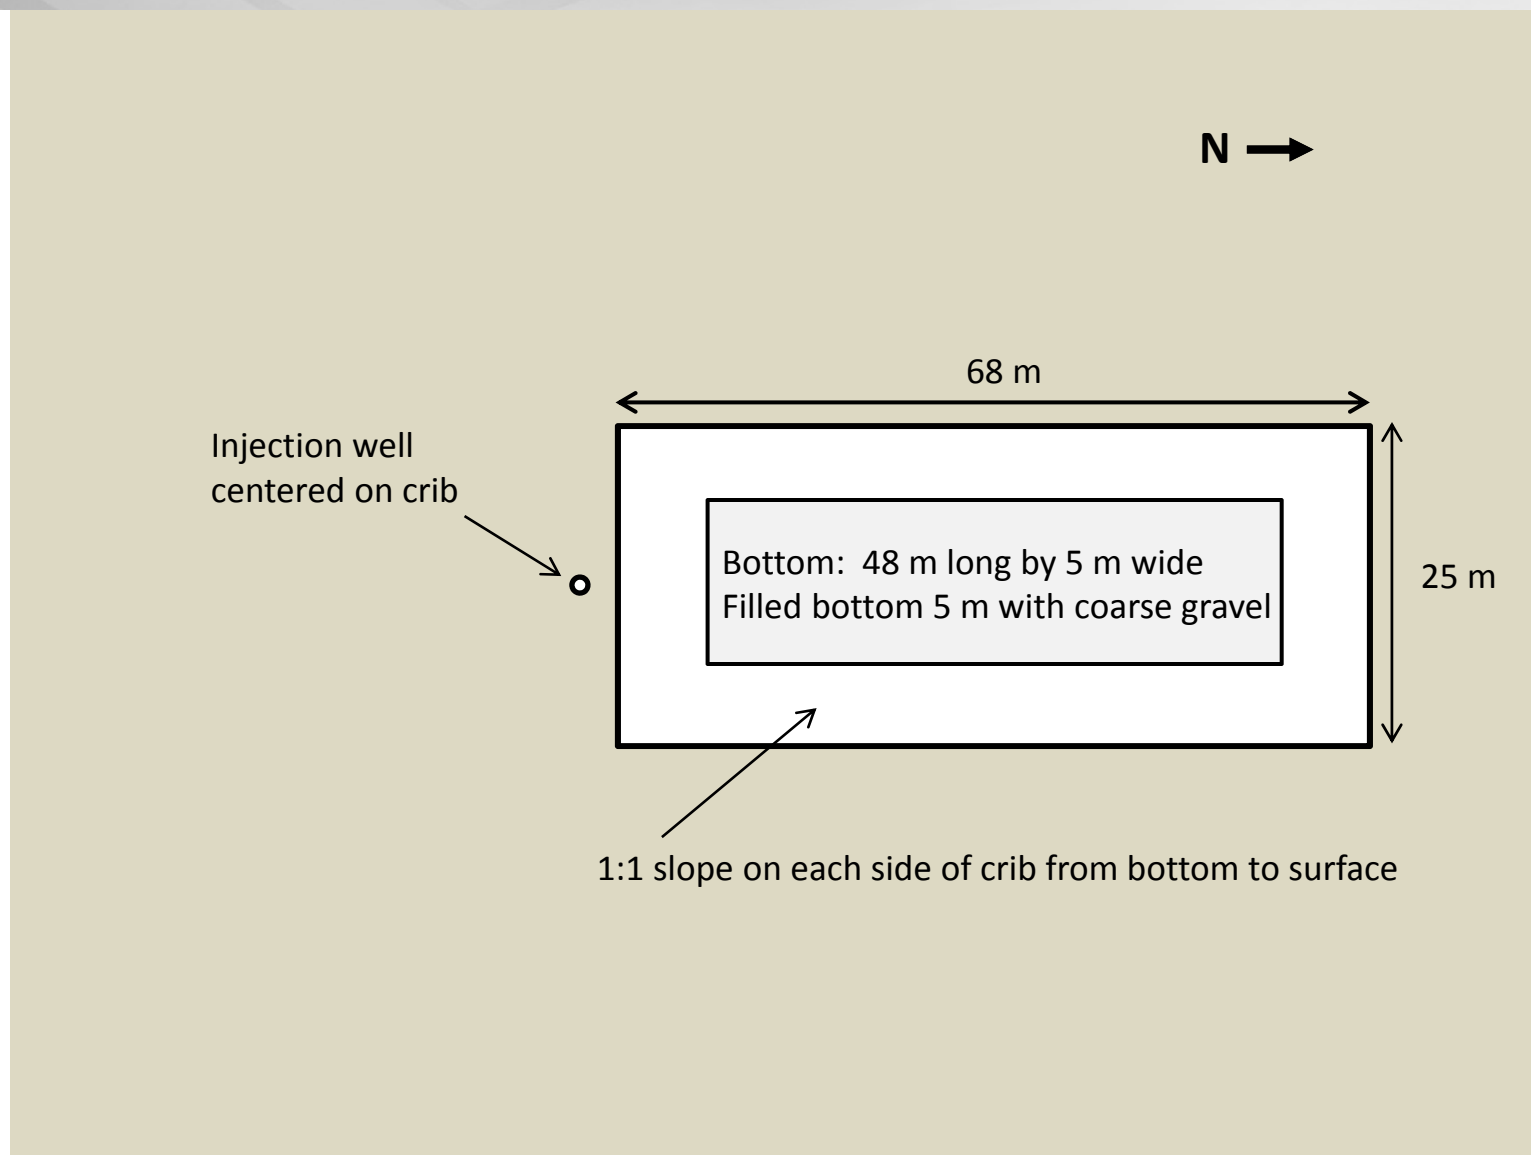 N
68 m
Injection well
centered on crib
Bottom:  48 m long by 5 m wide
Filled bottom 5 m with coarse gravel
25 m
1:1 slope on each side of crib from bottom to surface